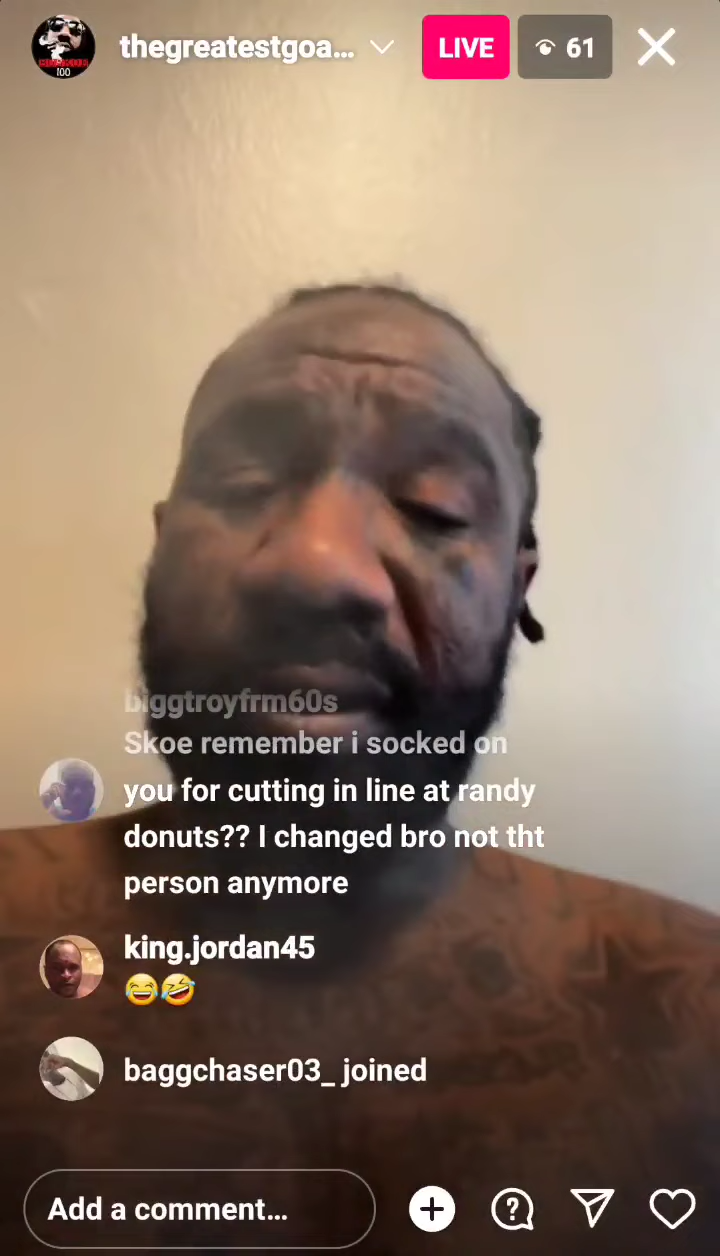 thegreatestgoa...
LIVE
61
100
biggtroyfrm60s
Skoe remember i socked on
you for cutting in line at randy
donuts?? I changed bro not tht
person anymore
king.jordan45
😂🤣
baggchaser03_ joined
Add a comment...